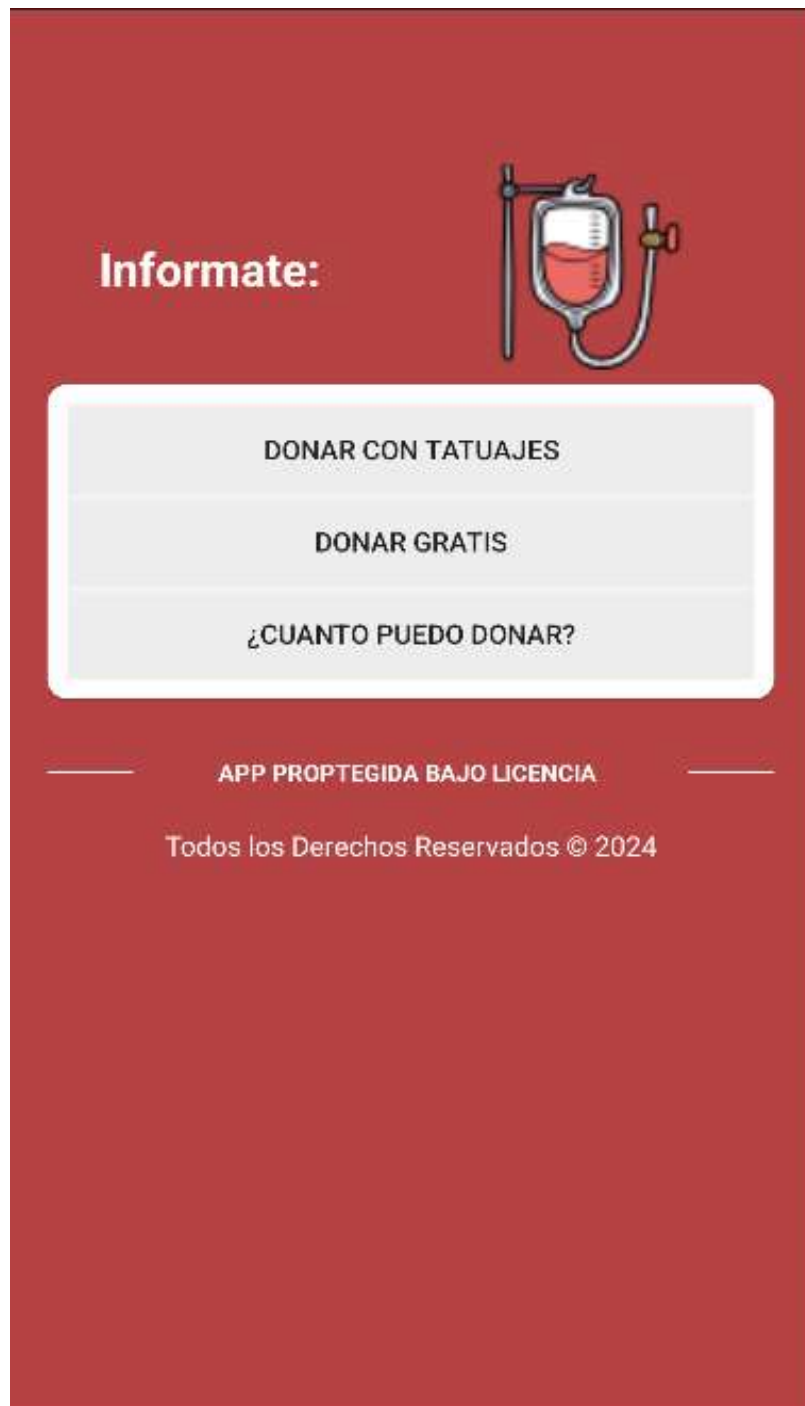 Informate:
DONAR CON TATUAJES
DONAR GRATIS
¿CUANTO PUEDO DONAR?
APP PROPTEGIDA BAJO LICENCIA
Todos los Derechos Reservados © 2024